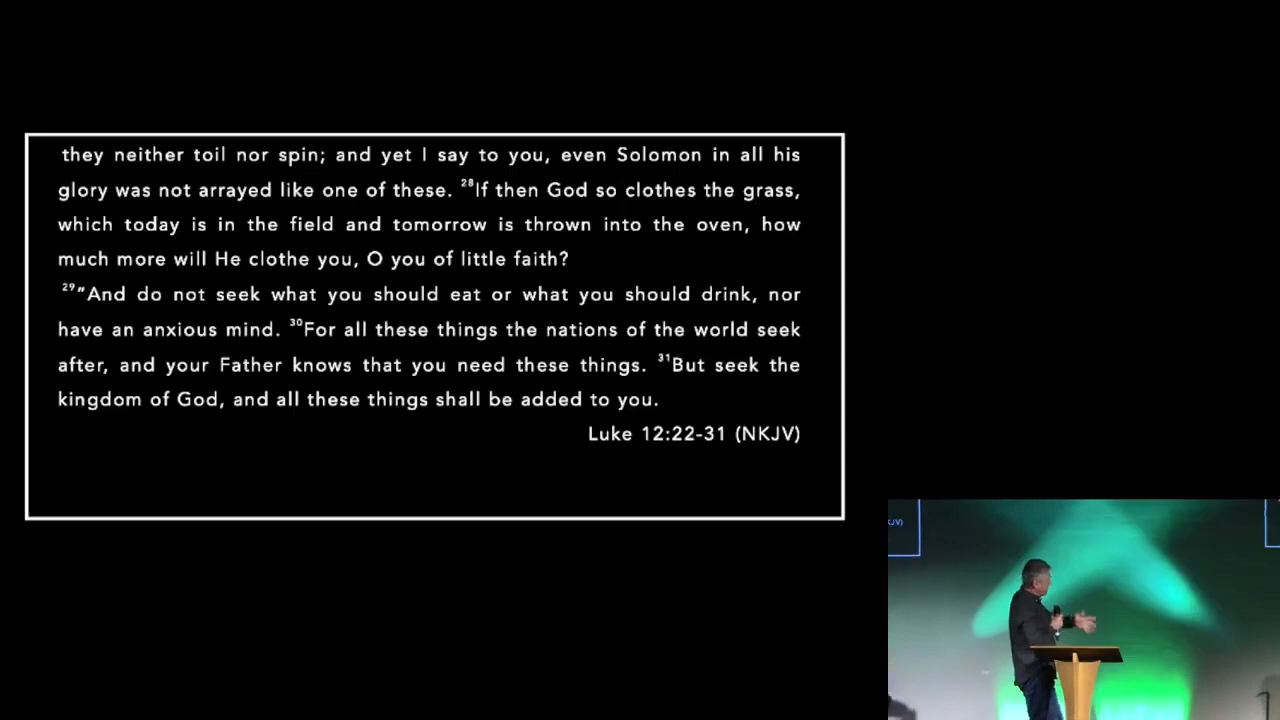 they neither toil nor spin; and yet I say to you, even Solomon in all his
glory was not arrayed like one of these. ²⁸If then God so clothes the grass,
which today is in the field and tomorrow is thrown into the oven, how
much more will He clothe you, O you of little faith?
²⁹"And do not seek what you should eat or what you should drink, nor
have an anxious mind. ³⁰For all these things the nations of the world seek
after, and your Father knows that you need these things. ³¹But seek the
kingdom of God, and all these things shall be added to you.
Luke 12:22-31 (NKJV)
KJV)